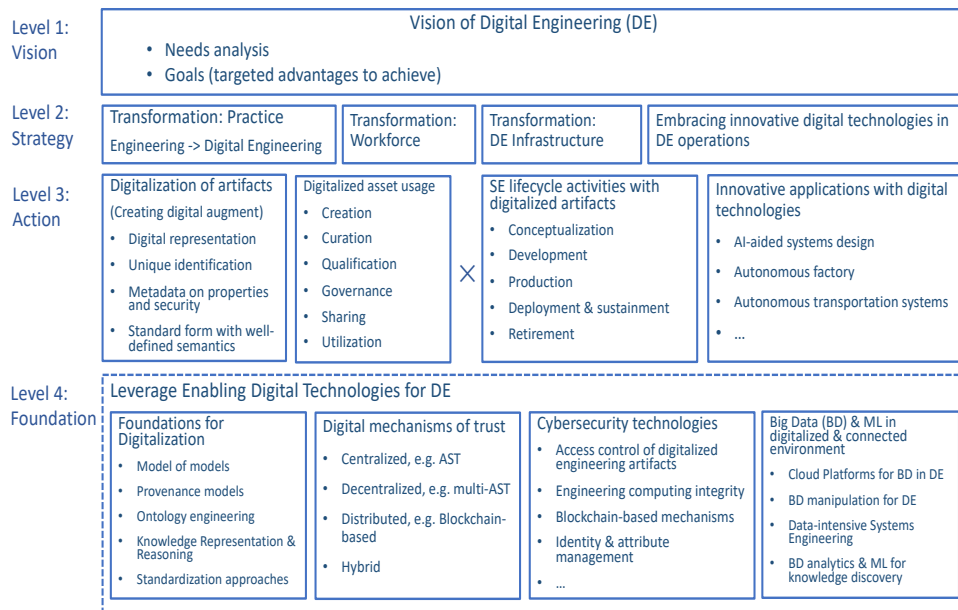 Level 1:
Vision
Vision of Digital Engineering (DE)
• Needs analysis
• Goals (targeted advantages to achieve)
Level 2:
Strategy
Transformation: Practice
Engineering -> Digital Engineering
Transformation:
Workforce
Transformation:
DE Infrastructure
Embracing innovative digital technologies in
DE operations
Level 3:
Action
Digitalization of artifacts
(Creating digital augment)
• Digital representation
• Unique identification
• Metadata on properties
and security
• Standard form with well-
defined semantics
Digitalized asset usage
• Creation
• Curation
• Qualification
• Governance
• Sharing
• Utilization
×
SE lifecycle activities with
digitalized artifacts
• Conceptualization
• Development
• Production
• Deployment & sustainment
• Retirement
Innovative applications with digital
technologies
• AI-aided systems design
• Autonomous factory
• Autonomous transportation systems
• ...
Level 4:
Foundation
Leverage Enabling Digital Technologies for DE
Foundations for
Digitalization
• Model of models
• Provenance models
• Ontology engineering
• Knowledge Representation &
Reasoning
• Standardization approaches
Digital mechanisms of trust
• Centralized, e.g. AST
• Decentralized, e.g. multi-AST
• Distributed, e.g. Blockchain-
based
• Hybrid
Cybersecurity technologies
• Access control of digitalized
engineering artifacts
• Engineering computing integrity
• Blockchain-based mechanisms
• Identity & attribute
management
• ...
Big Data (BD) & ML in
digitalized & connected
environment
• Cloud Platforms for BD in DE
• BD manipulation for DE
• Data-intensive Systems
Engineering
• BD analytics & ML for
knowledge discovery